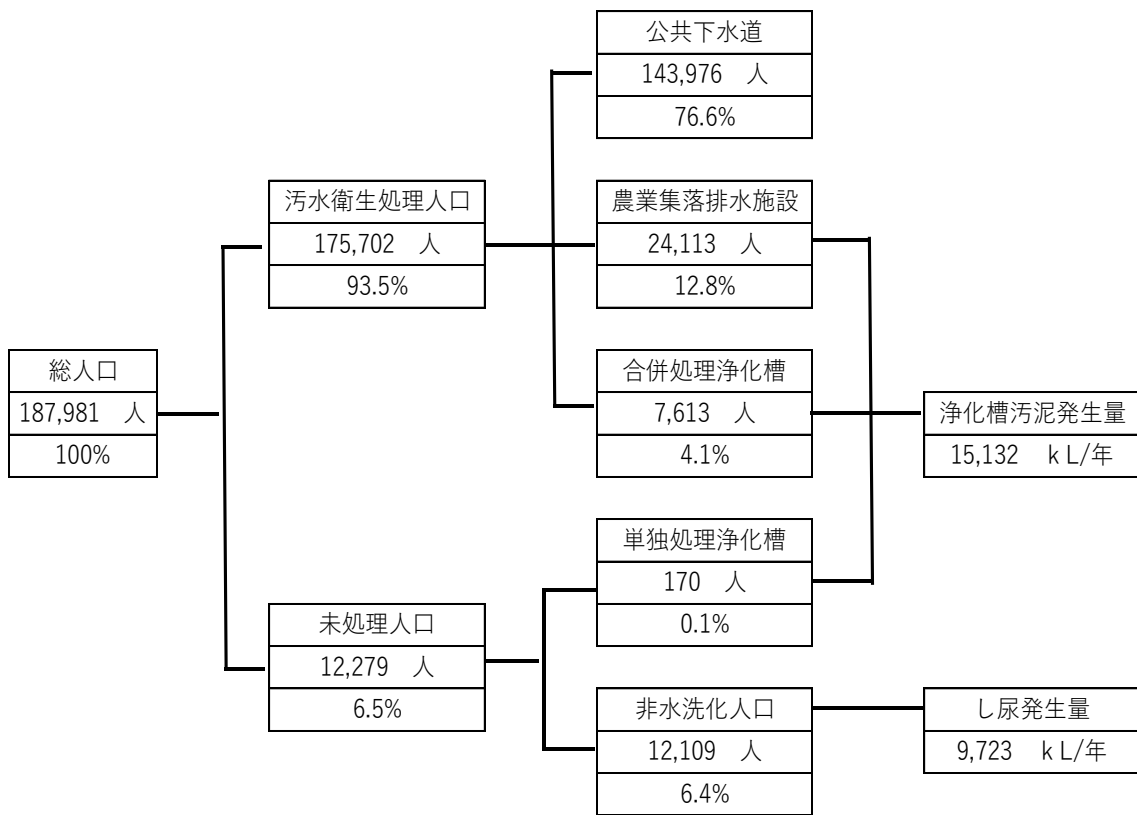 公共下水道
143,976 人
76.6%
汚水衛生処理人口
175,702 人
93.5%
農業集落排水施設
24,113 人
12.8%
総人口
187,981 人
100%
合併処理浄化槽
7,613 人
4.1%
浄化槽汚泥発生量
15,132 ｋL/年
単独処理浄化槽
170 人
0.1%
未処理人口
12,279 人
6.5%
非水洗化人口
12,109 人
6.4%
し尿発生量
9,723 ｋL/年